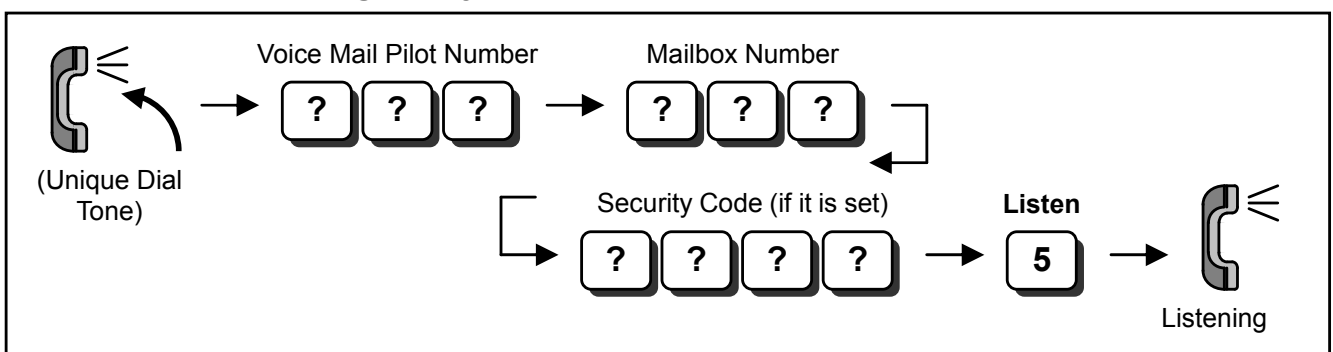 Voice Mail Pilot Number
Mailbox Number
? ? ? ? ? ?
(Unique Dial
Tone)
Security Code (if it is set)
Listen
? ? ? ? 5
Listening